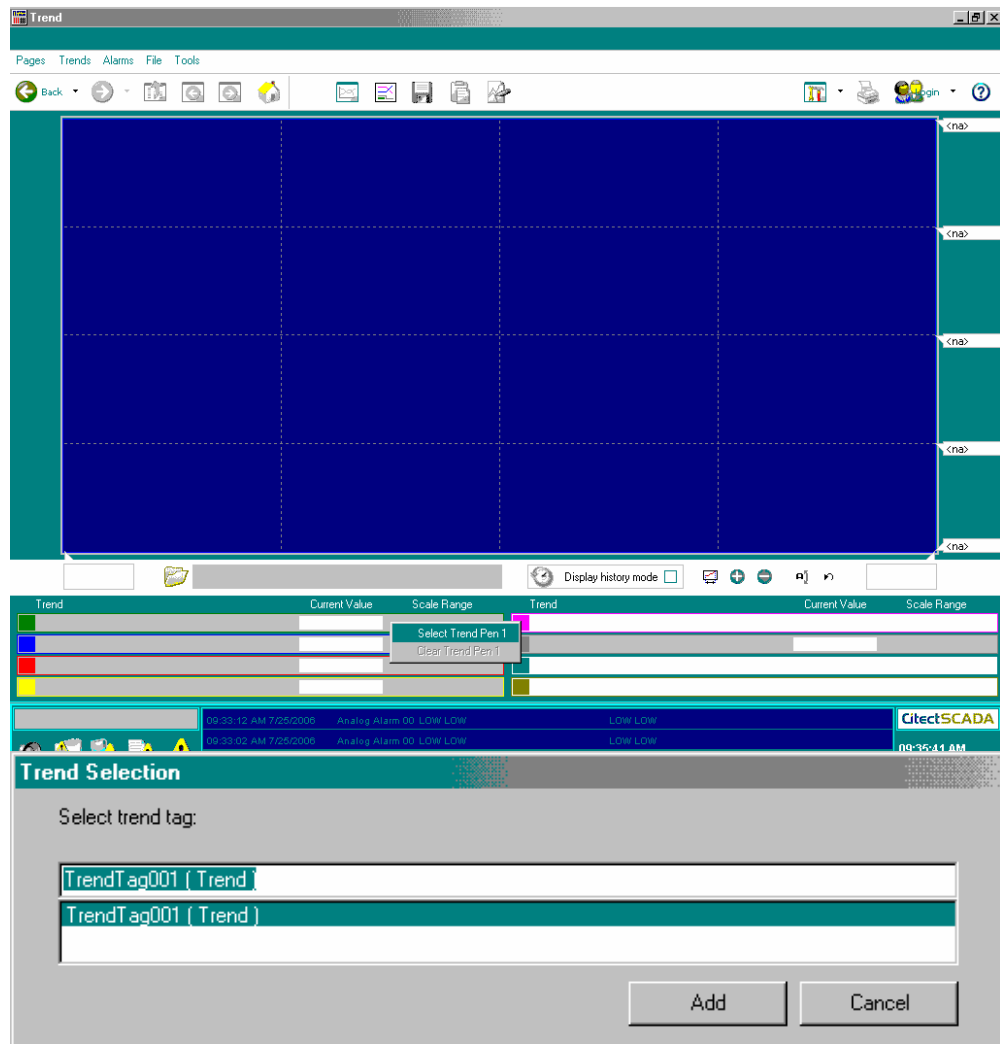 Trend
Pages Trends Alarms File Tools
Back
Login
<na>
<na>
<na>
<na>
<na>
Display history mode
Trend Current Value Scale Range Trend Current Value Scale Range
Select Trend Pen 1
Clear Trend Pen 1
09:33:12 AM 7/25/2006 Analog Alarm 00 LOW LOW LOW LOW
CitectSCADA
09:33:02 AM 7/25/2006 Analog Alarm 00 LOW LOW LOW LOW
09:35:41 AM
Trend Selection
Select trend tag:
TrendTag001 ( Trend )
TrendTag001 ( Trend )
Add Cancel